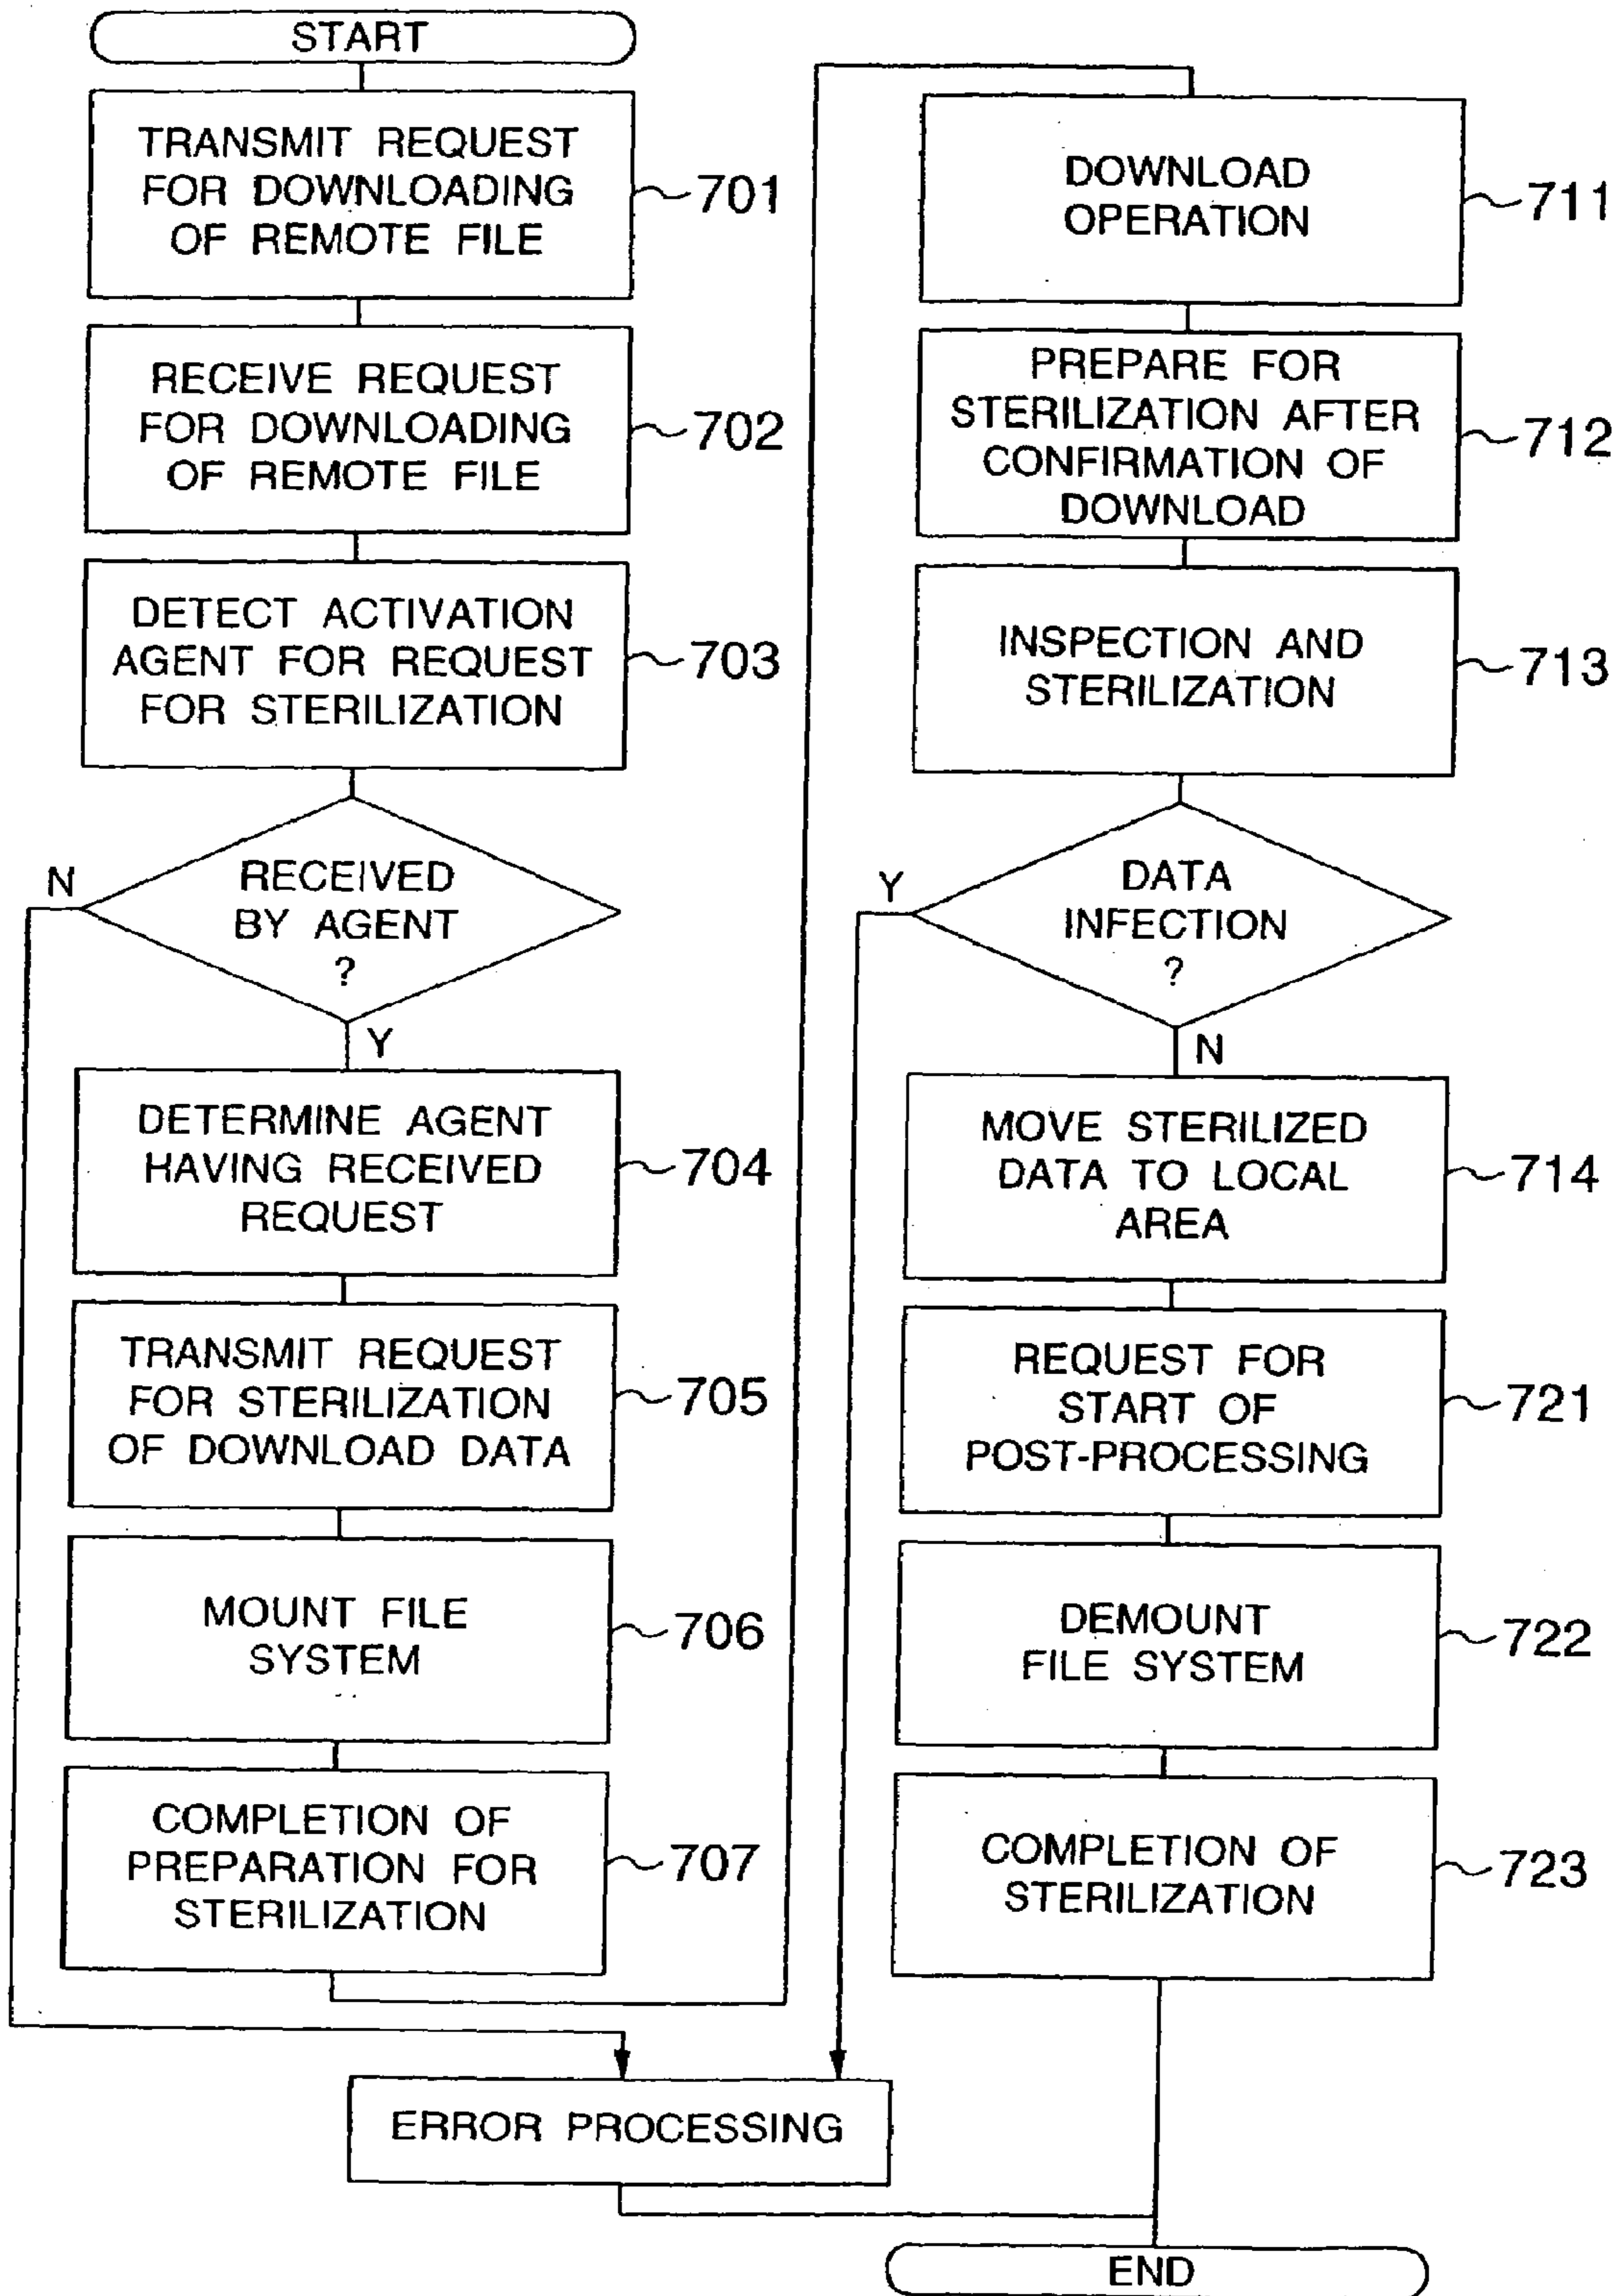 START
TRANSMIT REQUEST
FOR DOWNLOADING
OF REMOTE FILE
701
RECEIVE REQUEST
FOR DOWNLOADING
OF REMOTE FILE
702
DETECT ACTIVATION
AGENT FOR REQUEST
FOR STERILIZATION
703
RECEIVED
BY AGENT
?
N
Y
DETERMINE AGENT
HAVING RECEIVED
REQUEST
704
TRANSMIT REQUEST
FOR STERILIZATION
OF DOWNLOAD DATA
705
MOUNT FILE
SYSTEM
706
COMPLETION OF
PREPARATION FOR
STERILIZATION
707
DOWNLOAD
OPERATION
711
PREPARE FOR
STERILIZATION AFTER
CONFIRMATION OF
DOWNLOAD
712
INSPECTION AND
STERILIZATION
713
DATA
INFECTION
?
Y
N
MOVE STERILIZED
DATA TO LOCAL
AREA
714
REQUEST FOR
START OF
POST-PROCESSING
721
DEMOUNT
FILE SYSTEM
722
COMPLETION OF
STERILIZATION
723
ERROR PROCESSING
END